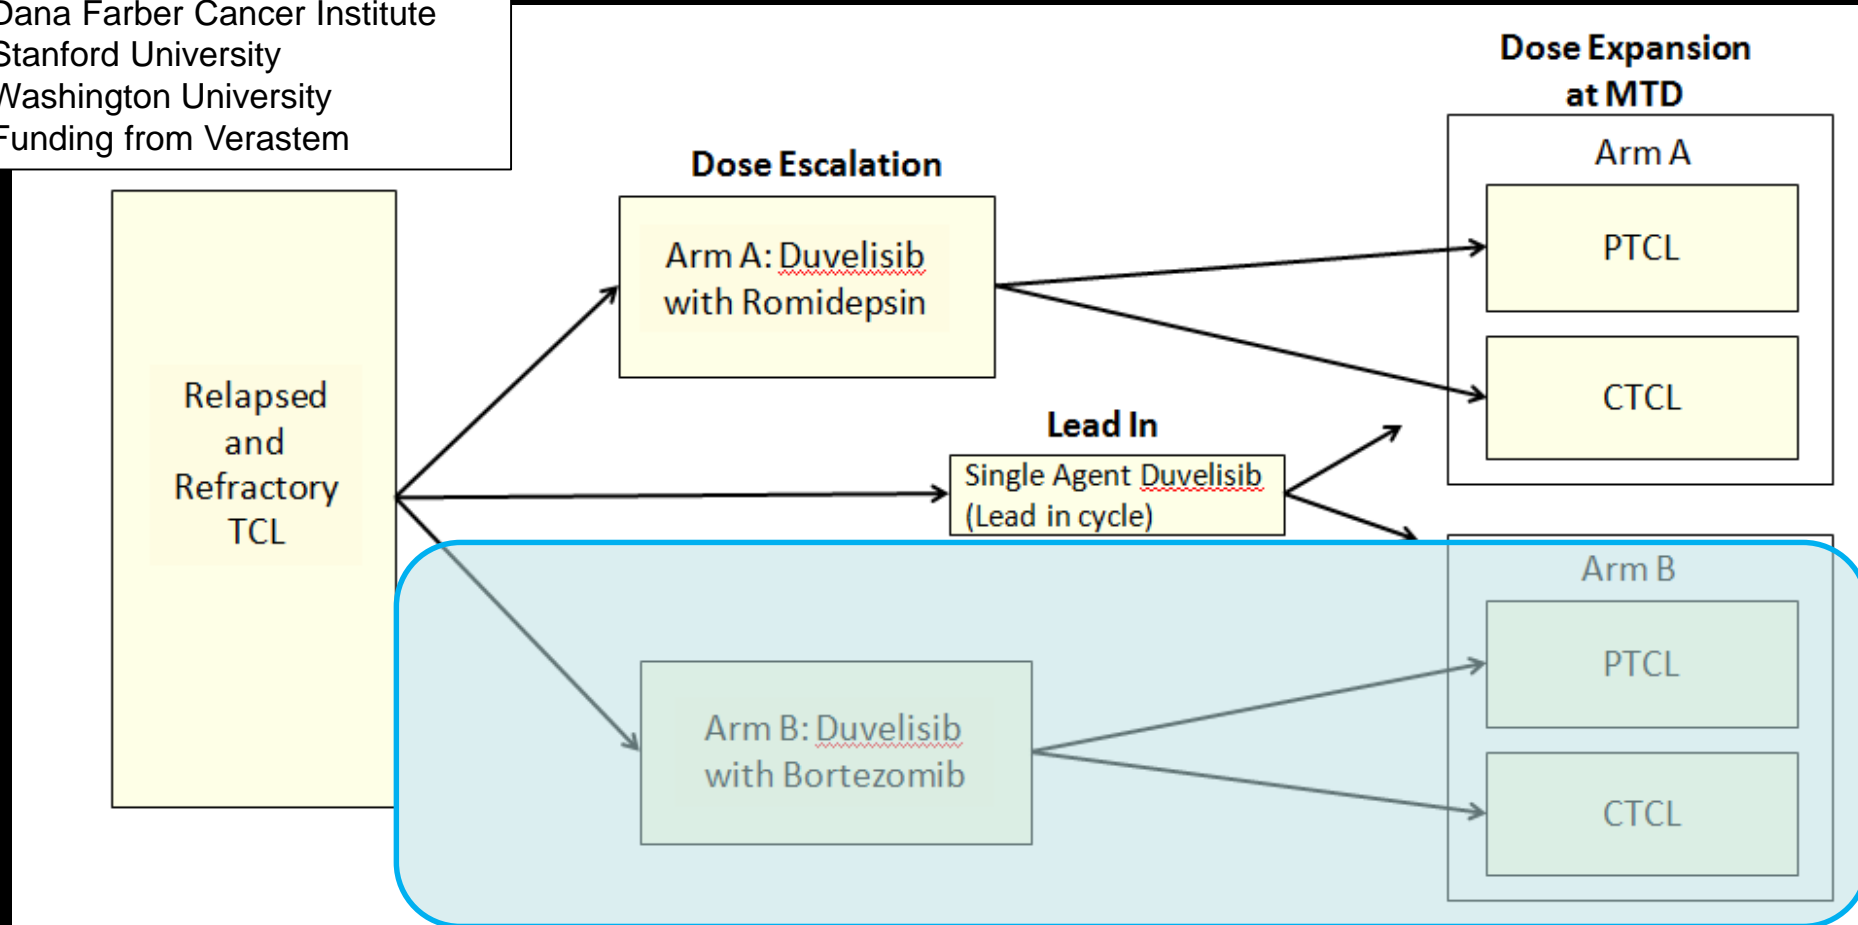 Dana Farber Cancer Institute
Stanford University
Washington University
Funding from Verastem
Dose Escalation
Dose Expansion
at MTD
Relapsed
and
Refractory
TCL
Arm A: Duvelisib
with Romidepsin
Arm A
PTCL
CTCL
Lead In
Single Agent Duvelisib
(Lead in cycle)
Arm B: Duvelisib
with Bortezomib
Arm B
PTCL
CTCL